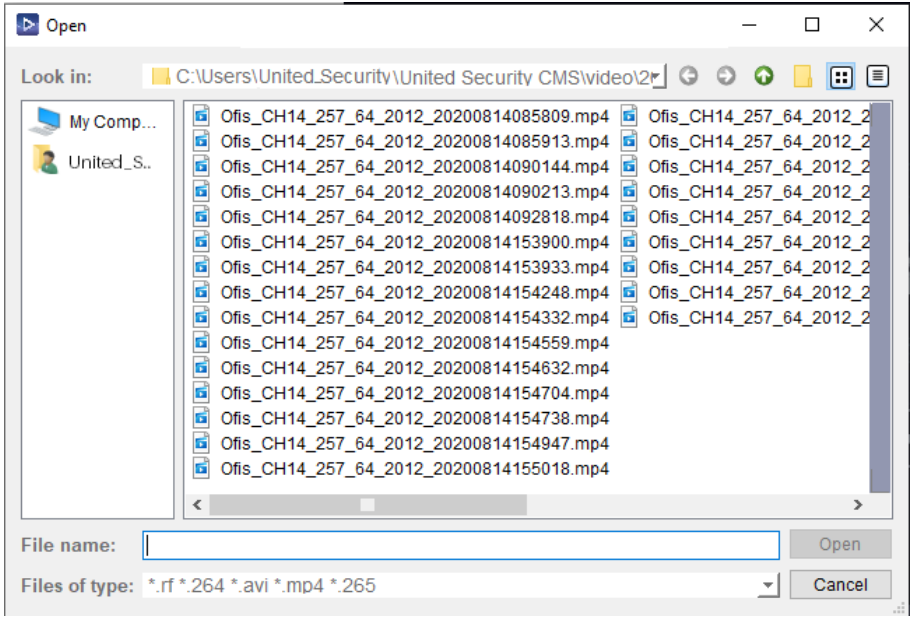 Open
Look in: C:\Users\United_Security\United Security CMS\video\2
My Comp...
United_S..
Ofis_CH14_257_64_2012_20200814085809.mp4 Ofis_CH14_257_64_2012_2
Ofis_CH14_257_64_2012_20200814085913.mp4 Ofis_CH14_257_64_2012_2
Ofis_CH14_257_64_2012_20200814090144.mp4 Ofis_CH14_257_64_2012_2
Ofis_CH14_257_64_2012_20200814090213.mp4 Ofis_CH14_257_64_2012_2
Ofis_CH14_257_64_2012_20200814092818.mp4 Ofis_CH14_257_64_2012_2
Ofis_CH14_257_64_2012_20200814153900.mp4 Ofis_CH14_257_64_2012_2
Ofis_CH14_257_64_2012_20200814153933.mp4 Ofis_CH14_257_64_2012_2
Ofis_CH14_257_64_2012_20200814154248.mp4 Ofis_CH14_257_64_2012_2
Ofis_CH14_257_64_2012_20200814154332.mp4 Ofis_CH14_257_64_2012_2
Ofis_CH14_257_64_2012_20200814154559.mp4
Ofis_CH14_257_64_2012_20200814154632.mp4
Ofis_CH14_257_64_2012_20200814154704.mp4
Ofis_CH14_257_64_2012_20200814154738.mp4
Ofis_CH14_257_64_2012_20200814154947.mp4
Ofis_CH14_257_64_2012_20200814155018.mp4
File name: Open
Files of type: *.rf *.264 *.avi *.mp4 *.265 Cancel